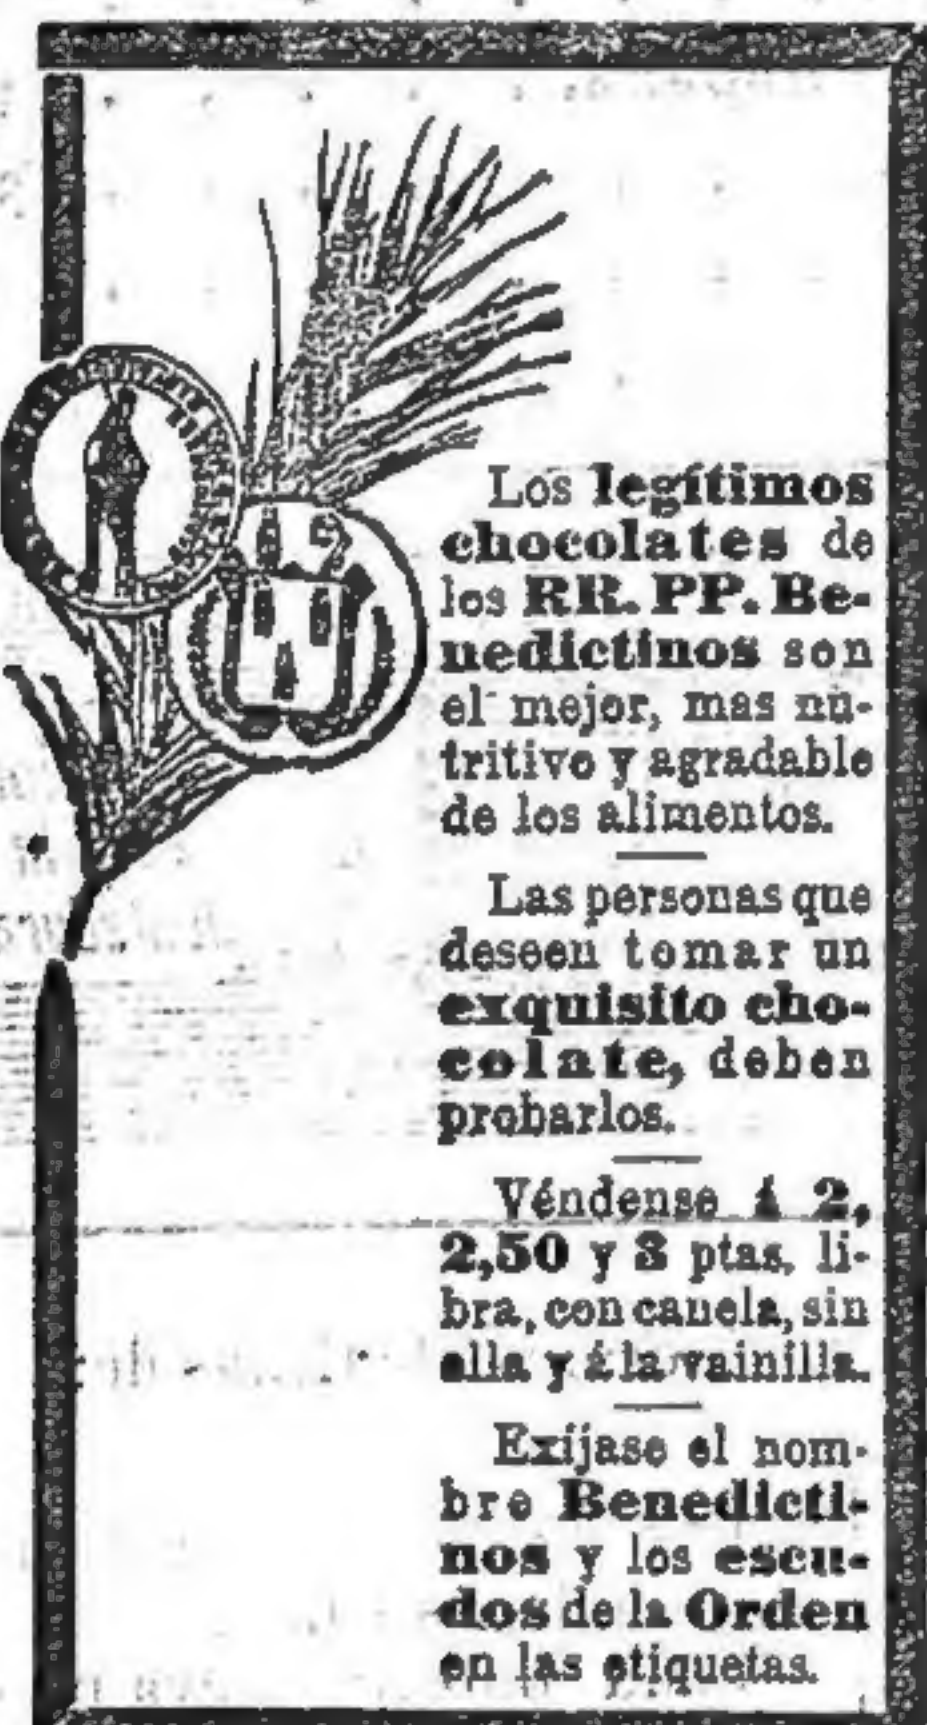 Los legítimos
chocolates de
los RR. PP. Be-
nedictinos son
el mejor, mas nu-
tritivo y agradable
de los alimentos.
Las personas que
deseen tomar un
exquisito cho-
colate, deben
probarlos.
Véndense á 2,
2,50 y 3 ptas. li-
bra, con canela, sin
ella y á la vainilla.
Exíjase el nom-
bre Benedicti-
nos y los escu-
dos de la Orden
en las etiquetas.